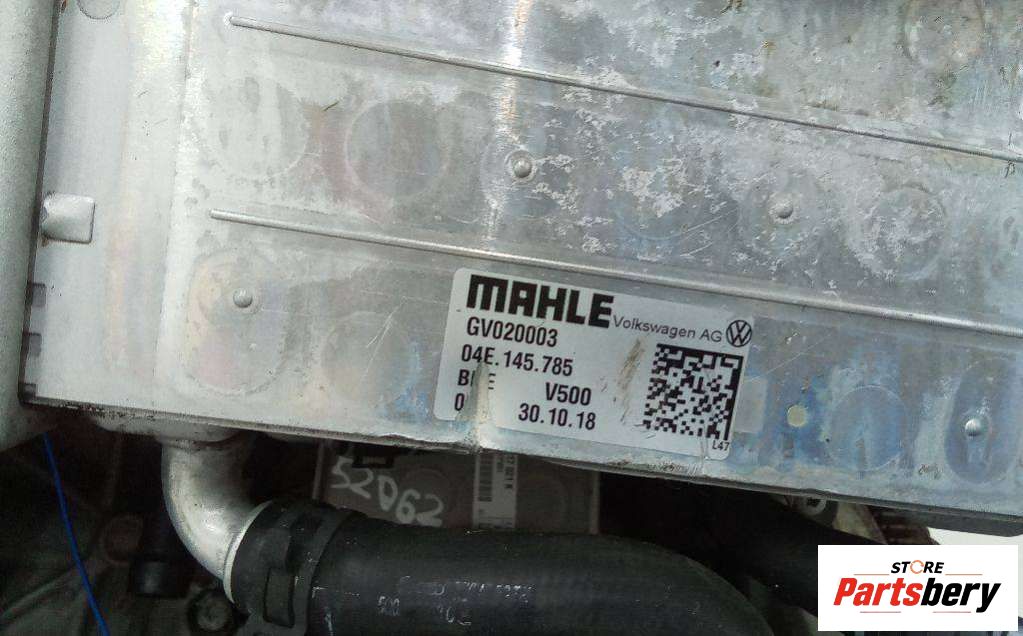 MAHLE
Volkswagen AG
GV020003
04E.145.785
V500
30.10.18
L47
52D62
STORE
Partsbery